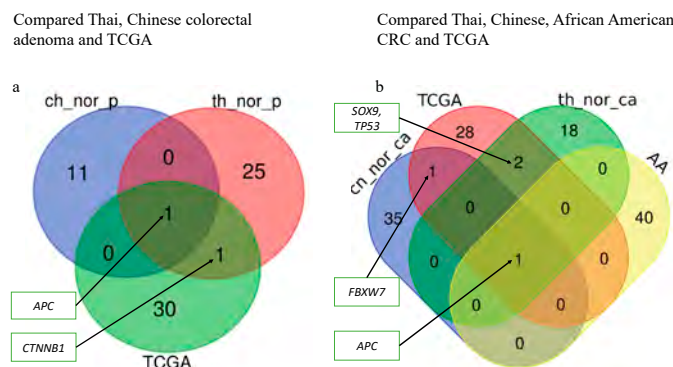 Compared Thai, Chinese colorectal
adenoma and TCGA
Compared Thai, Chinese, African American
CRC and TCGA
a
ch_nor_p
th_nor_p
11
0
25
1
0
1
30
APC
CTNNB1
TCGA
b
TCGA
th_nor_ca
cn_nor_ca
AA
SOX9,
TP53
28
18
1
2
0
35
0
0
40
0
1
0
0
0
0
FBXW7
APC